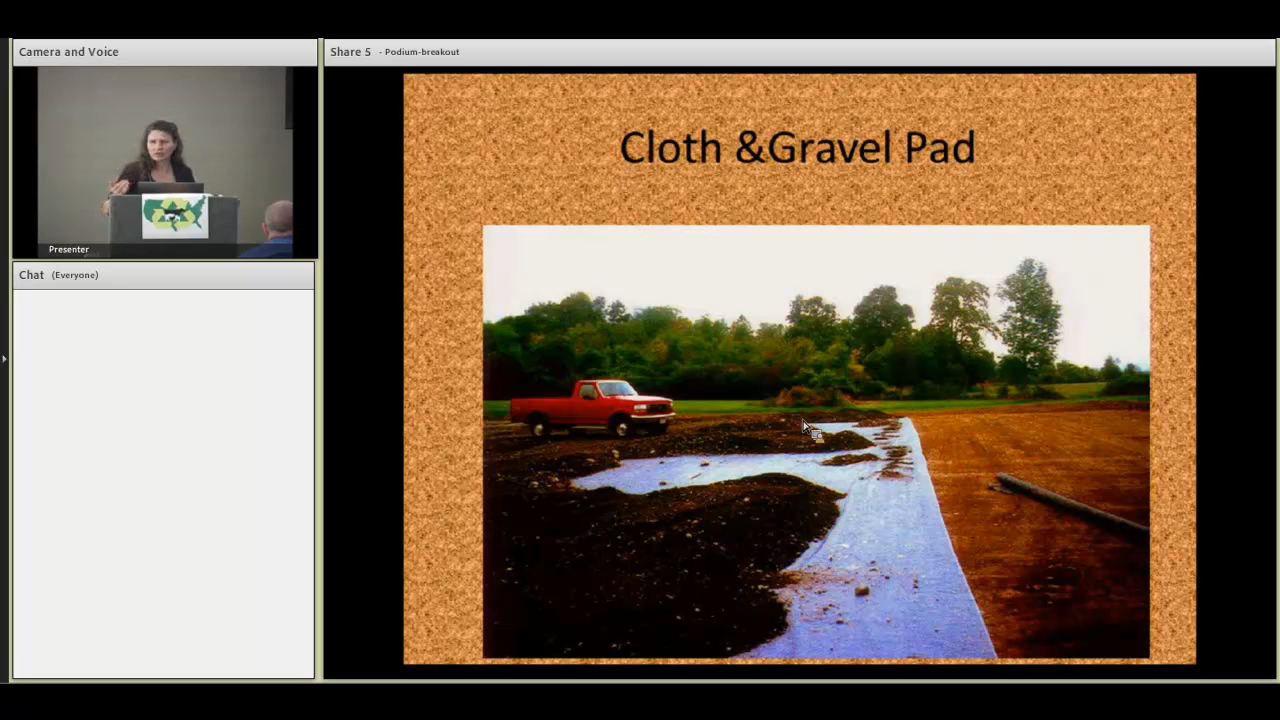 Camera and Voice
Share 5 - Podium-breakout
Cloth &Gravel Pad
Presenter
Chat (Everyone)